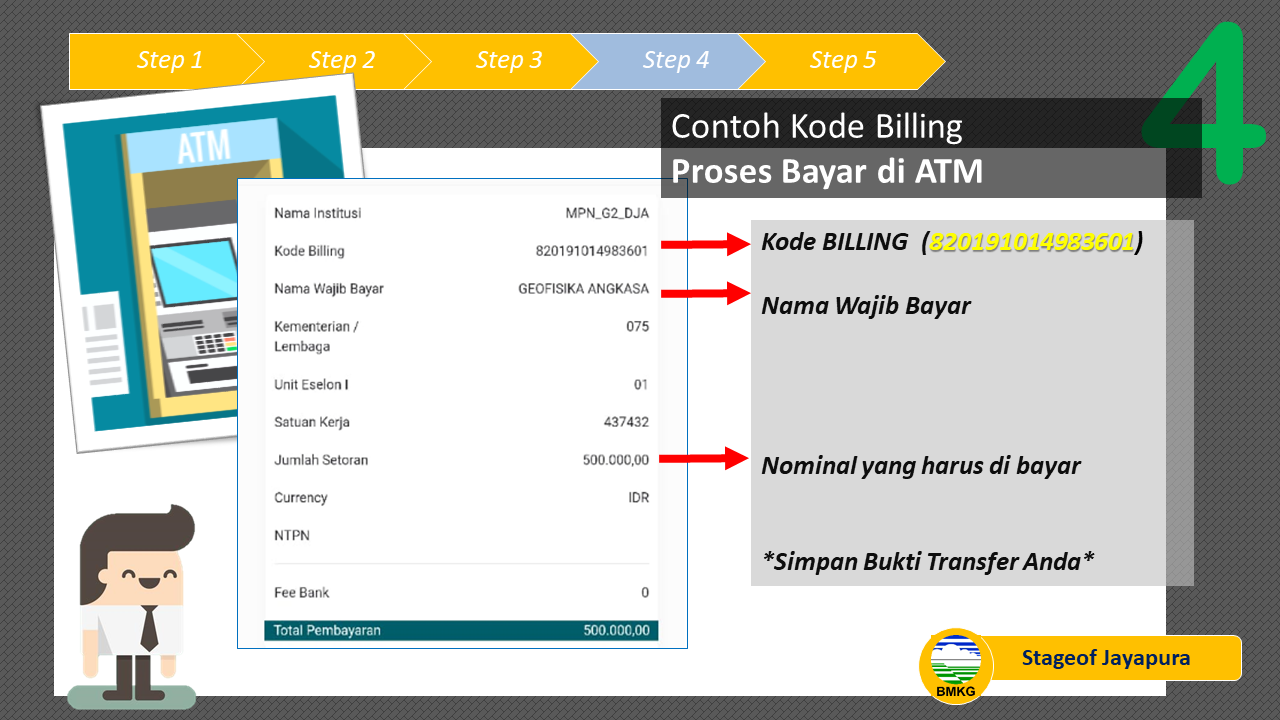 Step 1
Step 2
Step 3
Step 4
Step 5
4
Contoh Kode Billing
Proses Bayar di ATM
ATM
Nama Institusi MPN_G2_DJA
Kode Billing 820191014983601
Nama Wajib Bayar GEOFISIKA ANGKASA
Kementerian / 075
Lembaga
Unit Eselon I 01
Satuan Kerja 437432
Jumlah Setoran 500.000,00
Currency IDR
NTPN
Fee Bank 0
Total Pembayaran 500.000,00
Kode BILLING (820191014983601)
Nama Wajib Bayar
Nominal yang harus di bayar
*Simpan Bukti Transfer Anda*
BMKG
Stageof Jayapura